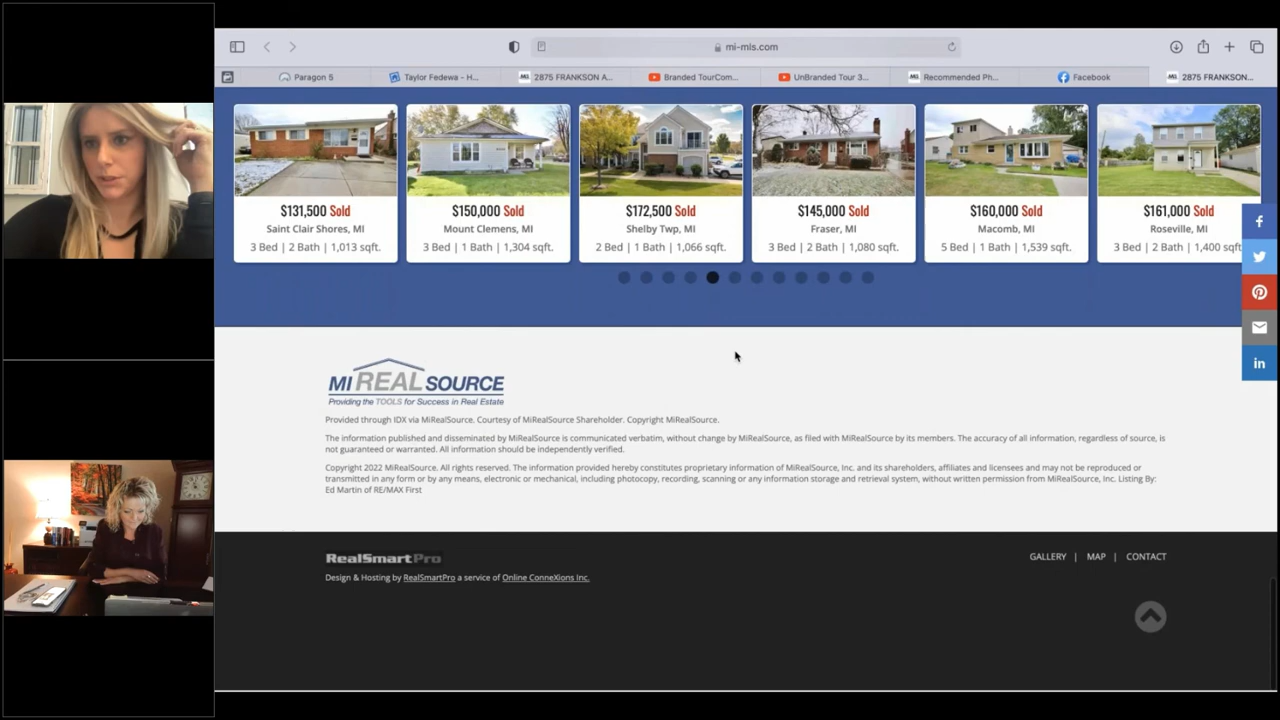 mi-mls.com
Paragon 5
Taylor Fedewa - H...
2875 FRANKSON A...
Branded TourCom...
UnBranded Tour 3...
Recommended Ph...
Facebook
2875 FRANKSON...
$131,500 Sold
Saint Clair Shores, MI
3 Bed | 2 Bath | 1,013 sqft.
$150,000 Sold
Mount Clemens, MI
3 Bed | 1 Bath | 1,304 sqft.
$172,500 Sold
Shelby Twp, MI
2 Bed | 1 Bath | 1,066 sqft.
$145,000 Sold
Fraser, MI
3 Bed | 2 Bath | 1,080 sqft.
$160,000 Sold
Macomb, MI
5 Bed | 1 Bath | 1,539 sqft.
$161,000 Sold
Roseville, MI
3 Bed | 2 Bath | 1,400 sqft.
MI REAL SOURCE
Providing the TOOLS for Success in Real Estate
Provided through IDX via MiRealSource. Courtesy of MiRealSource Shareholder. Copyright MiRealSource.
The information published and disseminated by MiRealSource is communicated verbatim, without change by MiRealSource, as filed with MiRealSource by its members. The accuracy of all information, regardless of source, is
not guaranteed or warranted. All information should be independently verified.
Copyright 2022 MiRealSource. All rights reserved. The information provided hereby constitutes proprietary information of MiRealSource, Inc. and its shareholders, affiliates and licensees and may not be reproduced or
transmitted in any form or by any means, electronic or mechanical, including photocopy, recording, scanning or any information storage and retrieval system, without written permission from MiRealSource, Inc. Listing By:
Ed Martin of RE/MAX First
RealSmartPro
GALLERY | MAP | CONTACT
Design & Hosting by RealSmartPro a service of Online ConneXions Inc.